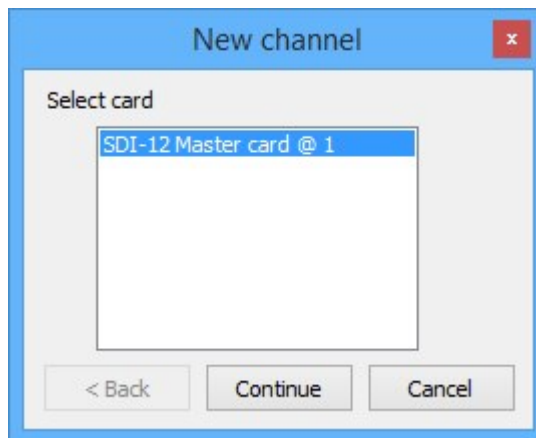 New channel
x
Select card
SDI-12 Master card @ 1
< Back
Continue
Cancel